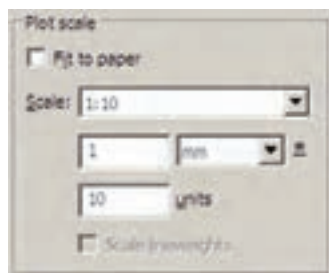 Plot scale
Fit to paper
Scale: 1:10
1 mm =
10 units
Scale lineweights